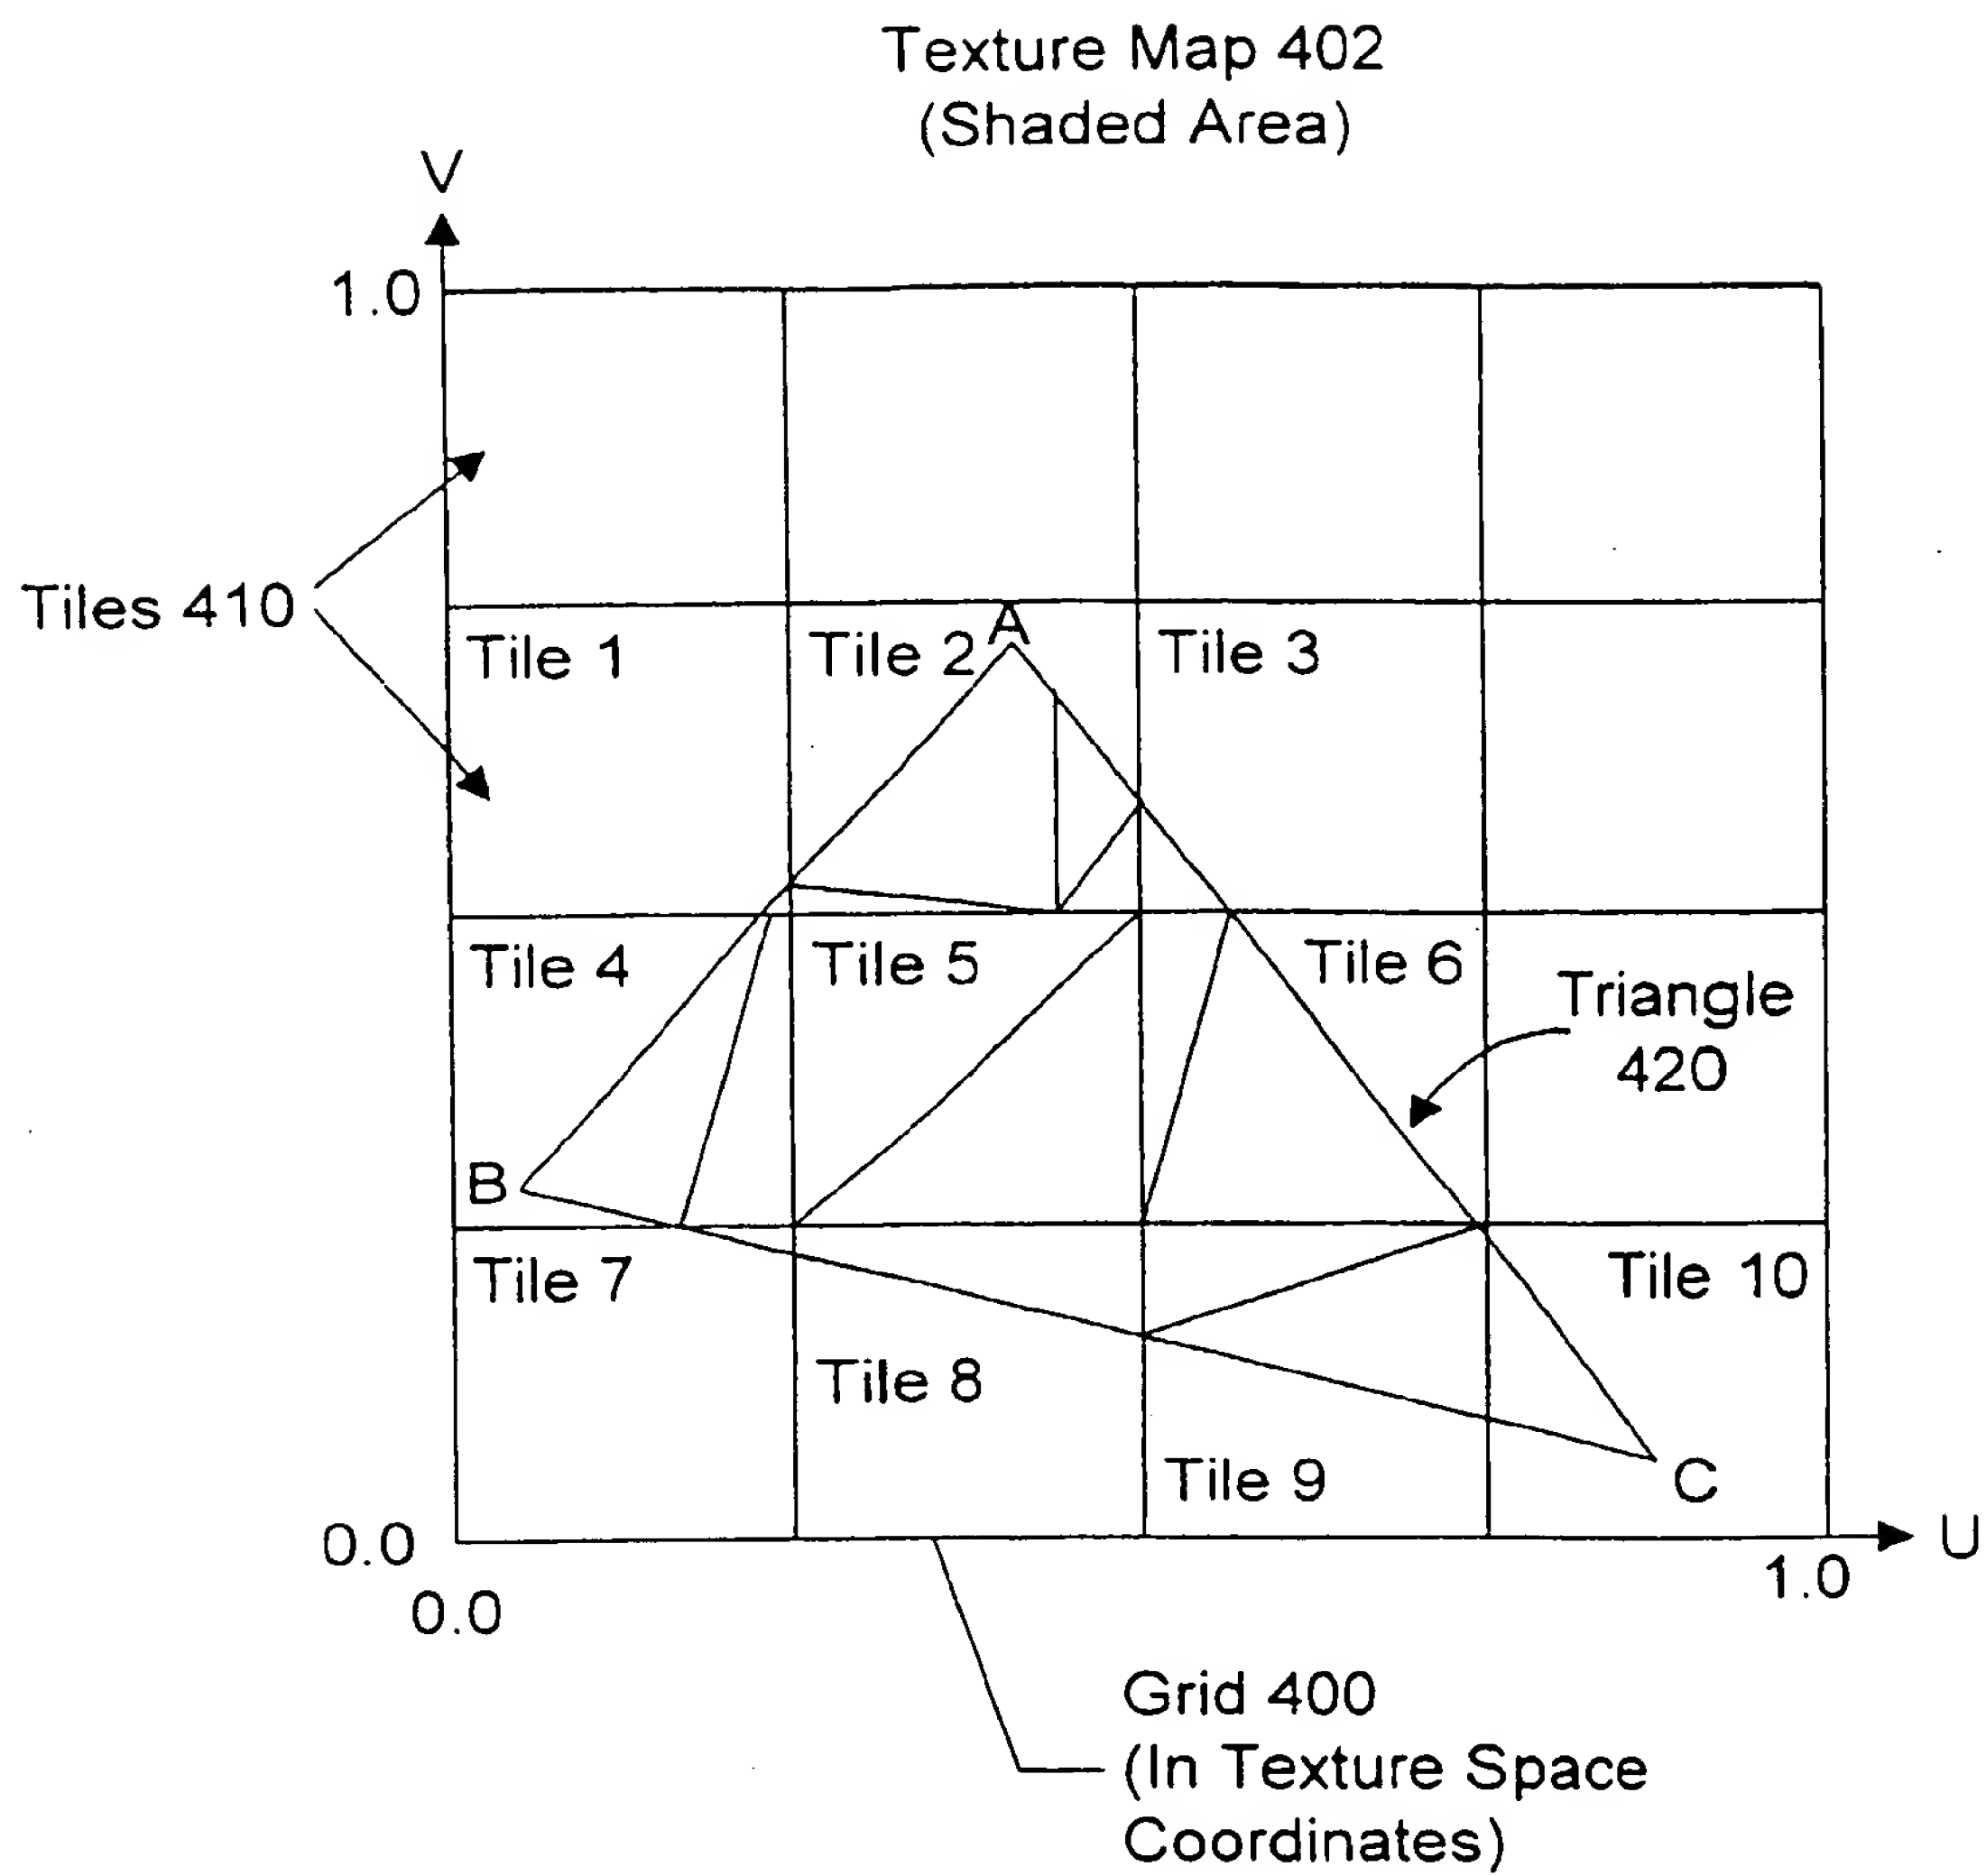 Texture Map 402
(Shaded Area)
V
1.0
Tiles 410
Tile 1
Tile 2
A
Tile 3
Tile 4
Tile 5
Tile 6
Triangle
420
B
Tile 7
Tile 10
Tile 8
Tile 9
C
0.0
U
0.0
1.0
Grid 400
(In Texture Space
Coordinates)